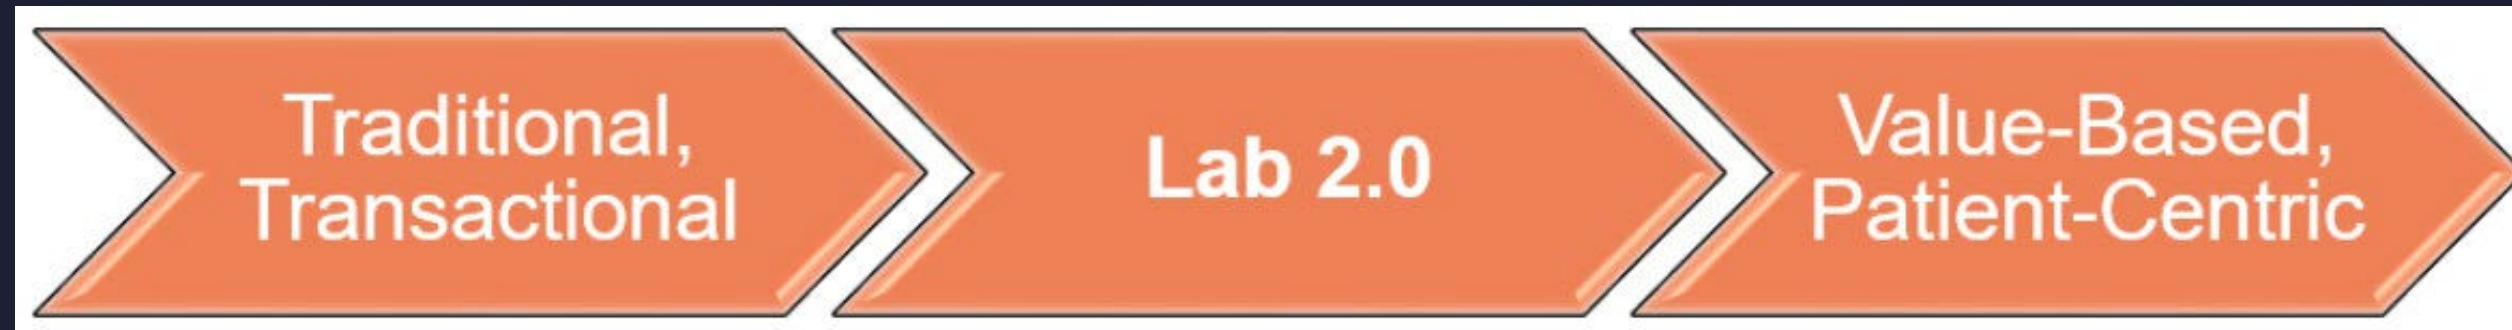 Traditional,
Transactional
Lab 2.0
Value-Based,
Patient-Centric